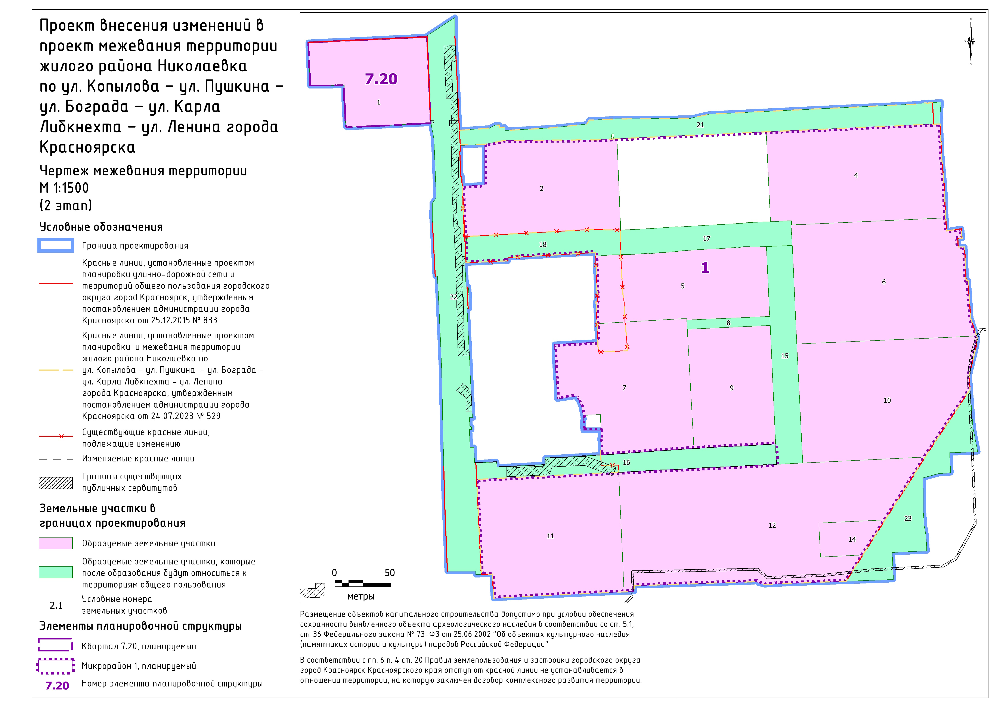 Проект внесения изменений в
проект межевания территории
жилого района Николаевка
по ул. Копылова – ул. Пушкина –
ул. Бограда – ул. Карла
Либкнехта – ул. Ленина города
Красноярска
Чертеж межевания территории
М 1:1500
(2 этап)
Условные обозначения
Граница проектирования
Красные линии, установленные проектом
планировки улично-дорожной сети и
территорий общего пользования городского
округа город Красноярск, утвержденным
постановлением администрации города
Красноярска от 25.12.2015 № 833
Красные линии, установленные проектом
планировки и межевания территории
жилого района Николаевка по
ул. Копылова – ул. Пушкина – ул. Бограда –
ул. Карла Либкнехта – ул. Ленина
города Красноярска, утвержденным
постановлением администрации города
Красноярска от 24.07.2023 № 529
Существующие красные линии,
подлежащие изменению
Изменяемые красные линии
Границы существующих
публичных сервитутов
Земельные участки в
границах проектирования
Образуемые земельные участки
Образуемые земельные участки, которые
после образования будут относиться к
территориям общего пользования
2.1
Условные номера
земельных участков
Элементы планировочной структуры
Квартал 7.20, планируемый
Микрорайон 1, планируемый
7.20
Номер элемента планировочной структуры
С
З
В
Ю
7.20
1
21
4
2
17
18
1
6
5
22
8
15
7
9
10
16
23
12
11
14
0 50
метры
Размещение объектов капитального строительства допустимо при условии обеспечения
сохранности выявленного объекта археологического наследия в соответствии со ст. 5.1,
ст. 36 Федерального закона № 73-ФЗ от 25.06.2002 "Об объектах культурного наследия
(памятниках истории и культуры) народов Российской Федерации"
В соответствии с пп. 6 п. 4 ст. 20 Правил землепользования и застройки городского округа
город Красноярск Красноярского края отступ от красной линии не устанавливается в
отношении территории, на которую заключен договор комплексного развития территории.